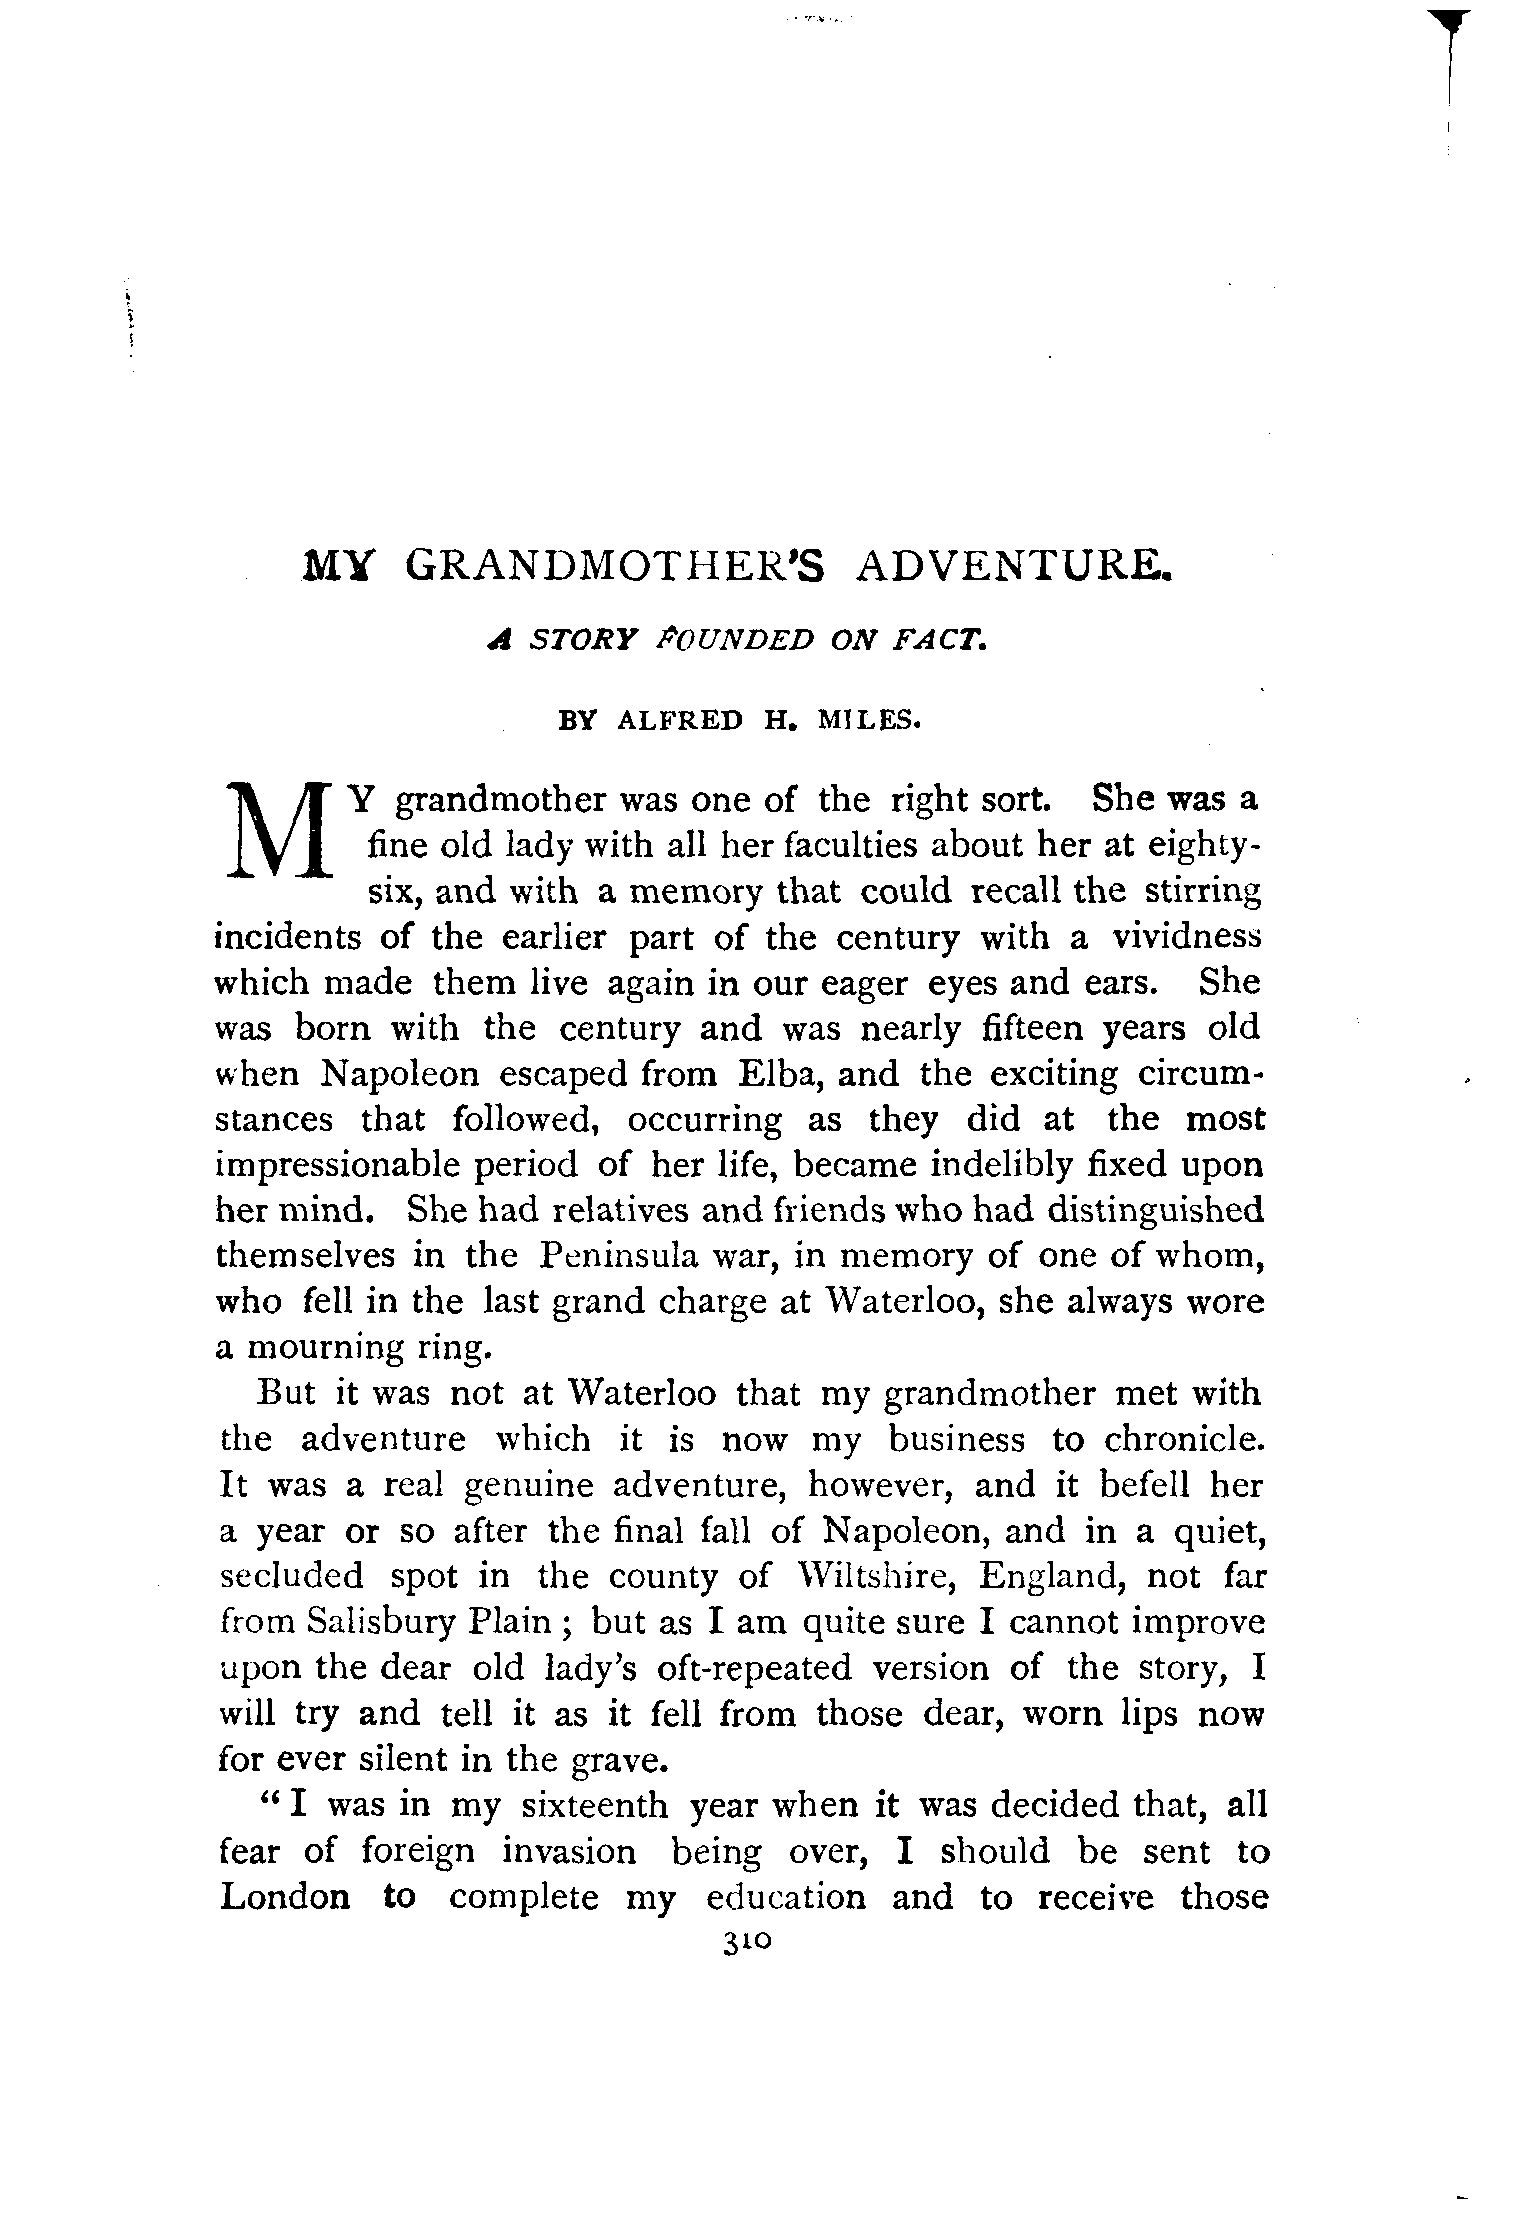 MY GRANDMOTHER'S ADVENTURE.
A STORY FOUNDED ON FACT.
BY ALFRED H. MILES.
MY grandmother was one of the right sort. She was a
fine old lady with all her faculties about her at eighty-
six, and with a memory that could recall the stirring
incidents of the earlier part of the century with a vividness
which made them live again in our eager eyes and ears. She
was born with the century and was nearly fifteen years old
when Napoleon escaped from Elba, and the exciting circum-
stances that followed, occurring as they did at the most
impressionable period of her life, became indelibly fixed upon
her mind. She had relatives and friends who had distinguished
themselves in the Peninsula war, in memory of one of whom,
who fell in the last grand charge at Waterloo, she always wore
a mourning ring.
But it was not at Waterloo that my grandmother met with
the adventure which it is now my business to chronicle.
It was a real genuine adventure, however, and it befell her
a year or so after the final fall of Napoleon, and in a quiet,
secluded spot in the county of Wiltshire, England, not far
from Salisbury Plain ; but as I am quite sure I cannot improve
upon the dear old lady's oft-repeated version of the story, I
will try and tell it as it fell from those dear, worn lips now
for ever silent in the grave.
“ I was in my sixteenth year when it was decided that, all
fear of foreign invasion being over, I should be sent to
London to complete my education and to receive those
310